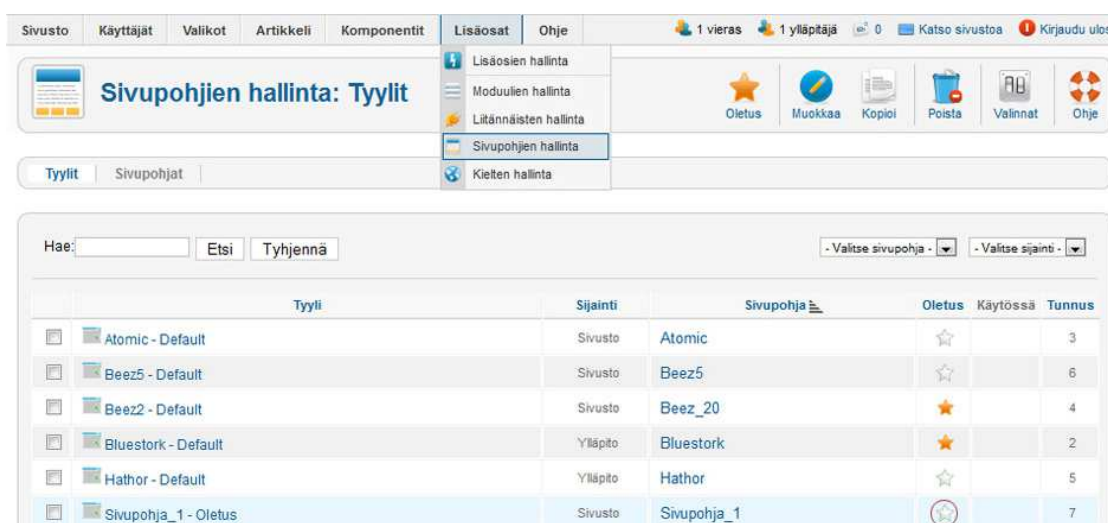 Sivusto Käyttäjät Valikot Artikkeli Komponentit Lisäosat Ohje 1 vieras 1 ylläpitäjä 0 Katso sivustoa Kirjaudu ulos
Lisäosien hallinta
Moduulien hallinta
Liitännäisten hallinta
Sivupohjien hallinta
Kielten hallinta
Sivupohjien hallinta: Tyylit
Oletus Muokkaa Kopioi Poista Valinnat Ohje
Tyylit Sivupohjat
Hae: Etsi Tyhjennä - Valitse sivupohja - - Valitse sijainti -
Tyyli Sijainti Sivupohja Oletus Käytössä Tunnus
Atomic - Default Sivusto Atomic 3
Beez5 - Default Sivusto Beez5 6
Beez2 - Default Sivusto Beez_20 4
Bluestork - Default Ylläpito Bluestork 2
Hathor - Default Ylläpito Hathor 5
Sivupohja_1 - Oletus Sivusto Sivupohja_1 7